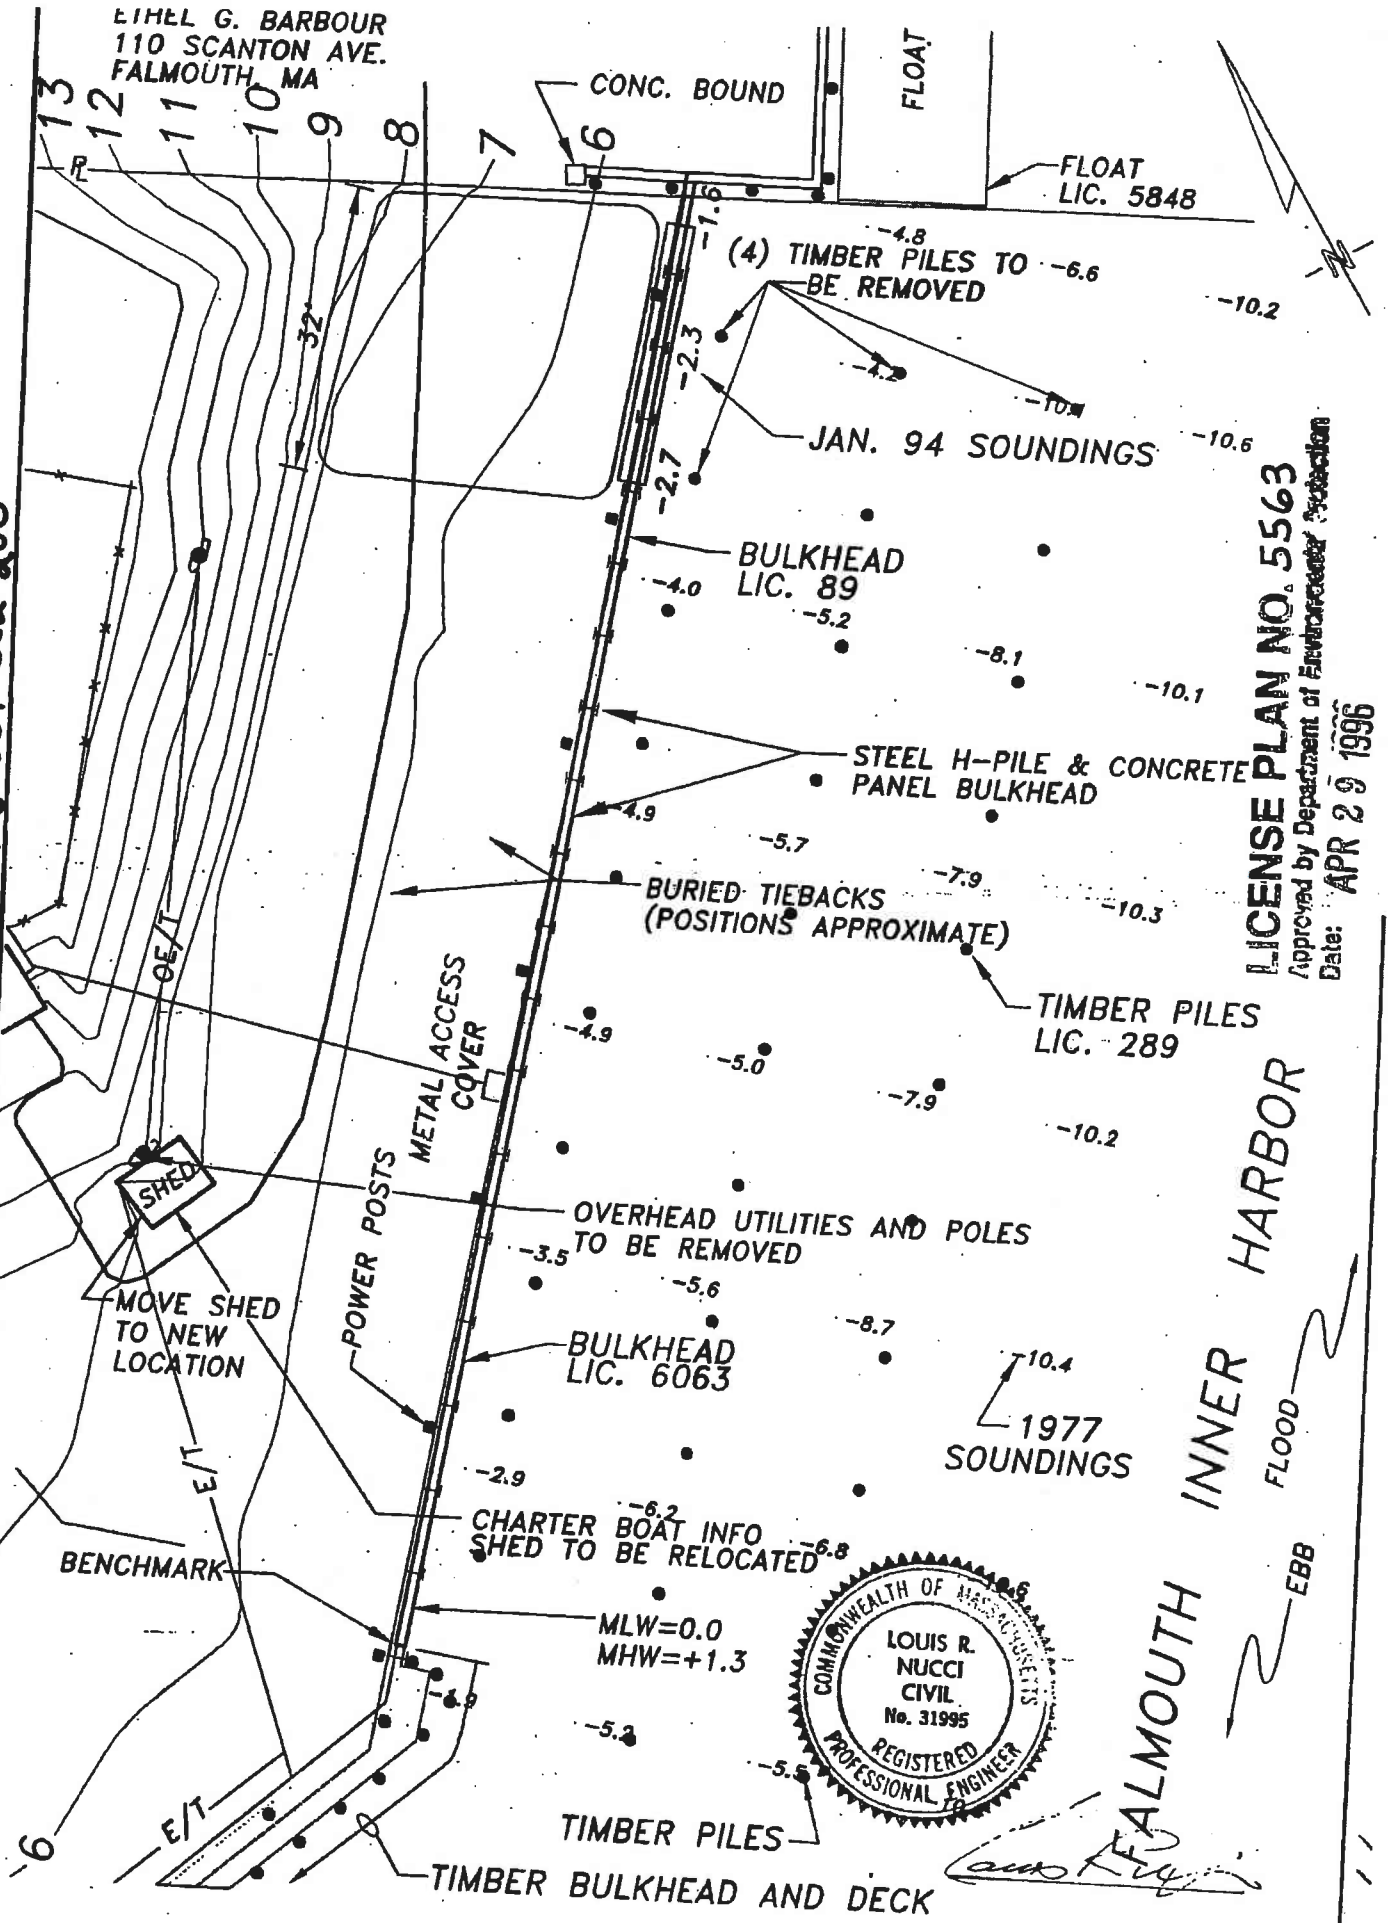 ETHEL G. BARBOUR
110 SCANTON AVE.
FALMOUTH, MA
13
12
11
10
9
8
7
6
CONC. BOUND
FLOAT
FLOAT
LIC. 5848
PL
32'
-1.6
-4.8
(4) TIMBER PILES TO
BE REMOVED
-6.6
-10.2
-2.3
-4.2
JAN. 94 SOUNDINGS
-10.6
-2.7
BULKHEAD
LIC. 89
-4.0
-5.2
-8.1
-10.1
STEEL H-PILE & CONCRETE
PANEL BULKHEAD
-4.9
-5.7
-7.9
-10.3
BURIED TIEBACKS
(POSITIONS APPROXIMATE)
LICENSE PLAN NO. 5563
Approved by Department of Environmental Protection
Date: APR 29 1996
OE/T
METAL ACCESS
COVER
-4.9
-5.0
-7.9
-10.2
TIMBER PILES
LIC. 289
SHED
POWER POSTS
OVERHEAD UTILITIES AND POLES
TO BE REMOVED
-3.5
-5.6
-8.7
-10.4
MOVE SHED
TO NEW
LOCATION
BULKHEAD
LIC. 6063
1977
SOUNDINGS
E/T
-2.9
-6.2
-6.8
CHARTER BOAT INFO
SHED TO BE RELOCATED
BENCHMARK
MLW=0.0
MHW=+1.3
COMMONWEALTH OF MASSACHUSETTS
LOUIS R.
NUCCI
CIVIL
No. 31995
REGISTERED
PROFESSIONAL ENGINEER
FALMOUTH INNER HARBOR
FLOOD
EBB
-1.9
-5.2
-5.5
E/T
6
TIMBER PILES
TIMBER BULKHEAD AND DECK